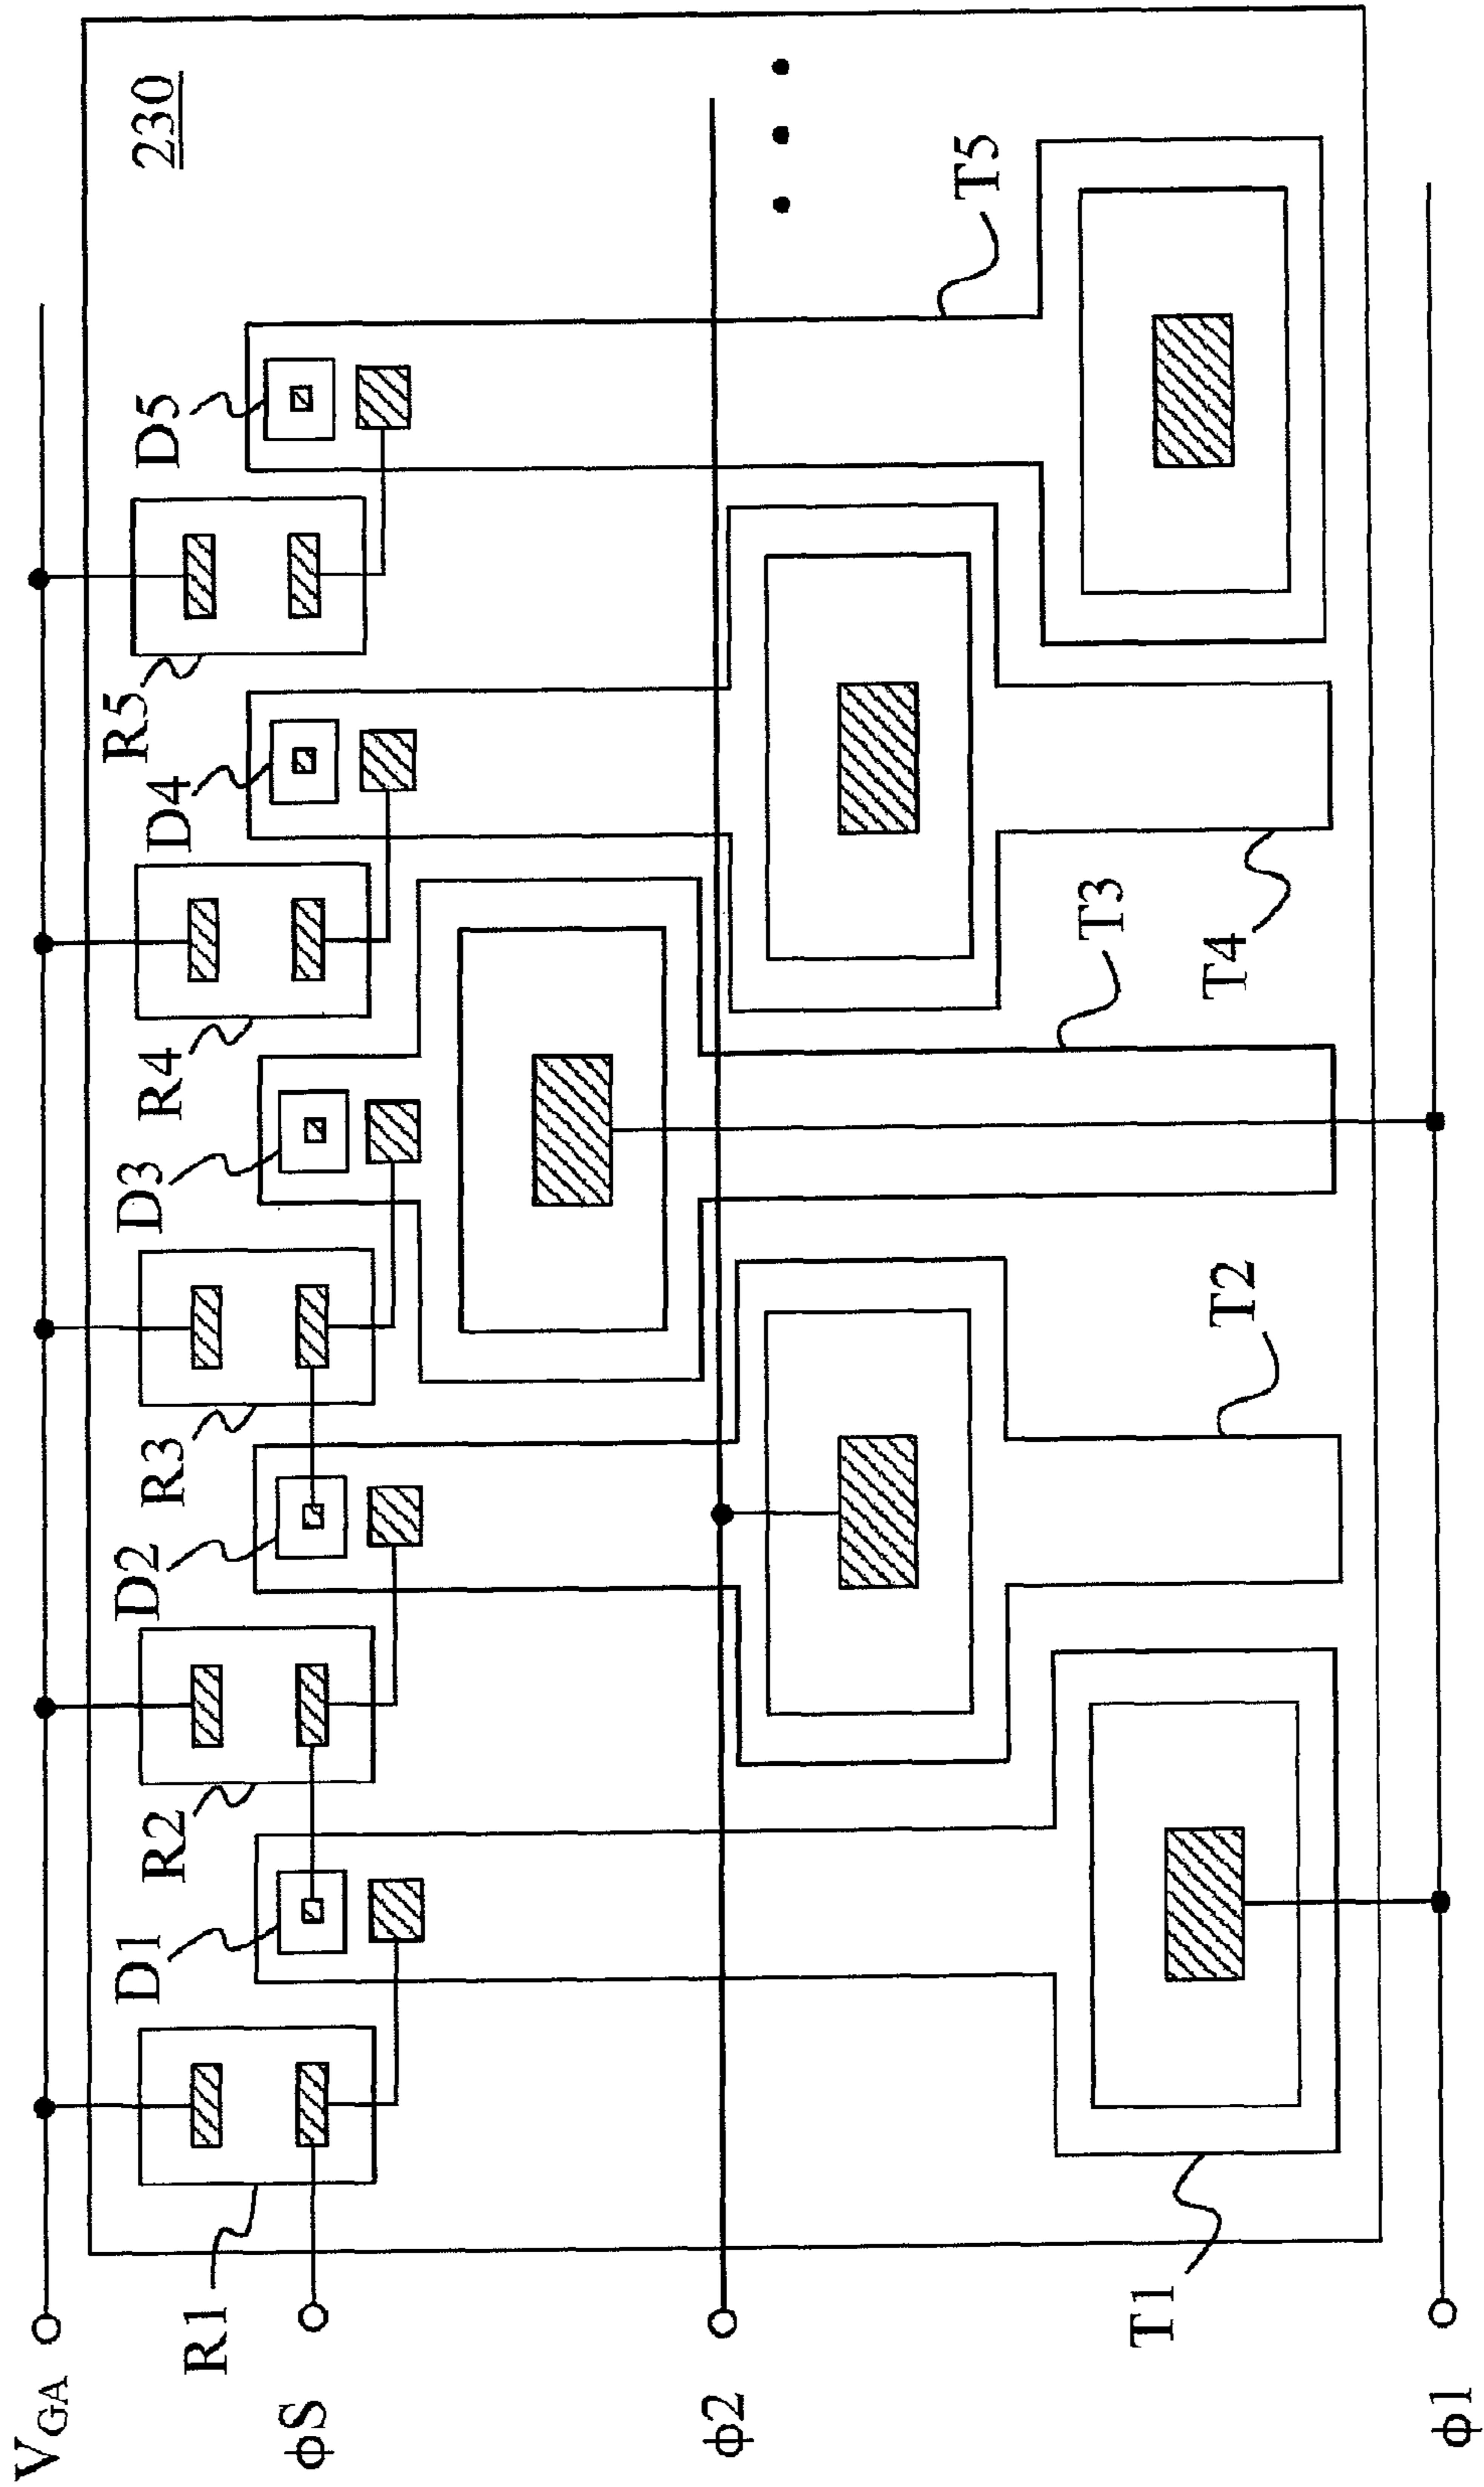 230
V_GA
φS
φ2
φ1
R1
D1
R2
D2
R3
D3
R4
D4
R5
D5
T1
T2
T3
T4
T5